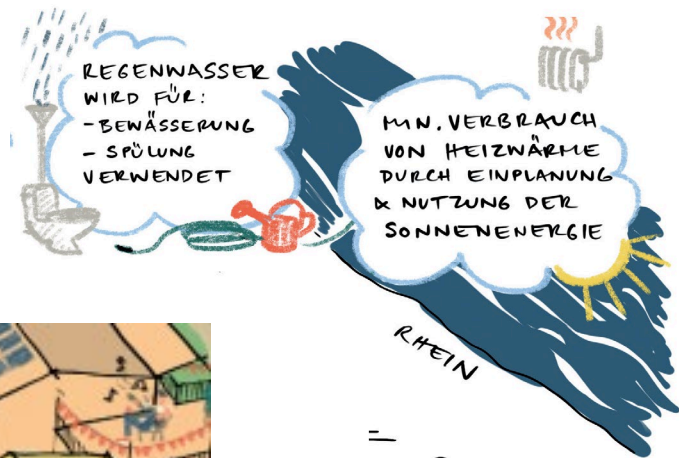 REGENWASSER
WIRD FÜR:
- BEWÄSSERUNG
- SPÜLUNG
VERWENDET
MIN. VERBRAUCH
VON HEIZWÄRME
DURCH EINPLANUNG
& NUTZUNG DER
SONNENENERGIE
RHEIN